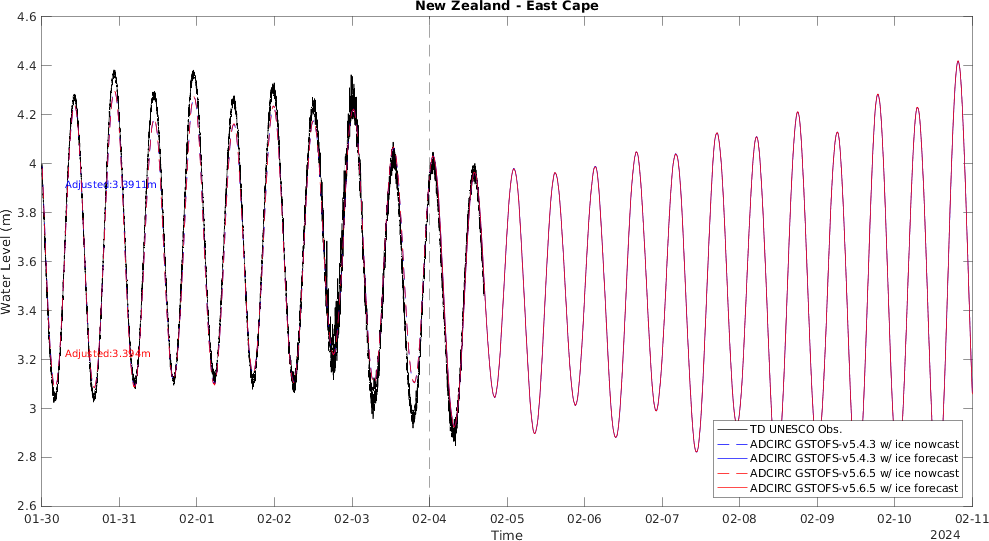 New Zealand - East Cape
4.6
4.4
4.2
4
3.8
3.6
3.4
3.2
3
2.8
2.6
Water Level (m)
Adjusted:3.3911m
Adjusted:3.394m
TD UNESCO Obs.
ADCIRC GSTOFS-v5.4.3 w/ ice nowcast
ADCIRC GSTOFS-v5.4.3 w/ ice forecast
ADCIRC GSTOFS-v5.6.5 w/ ice nowcast
ADCIRC GSTOFS-v5.6.5 w/ ice forecast
01-30 01-31 02-01 02-02 02-03 02-04 02-05 02-06 02-07 02-08 02-09 02-10 02-11
Time
2024